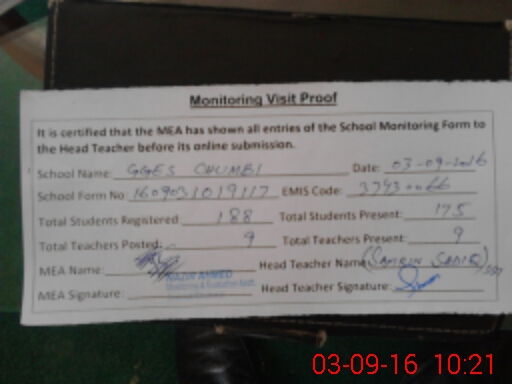 Monitoring Visit Proof
It is certified that the MEA has shown all entries of the School Monitoring Form to
the Head Teacher before its online submission.
School Name: GGES CHUMBI Date: 03-09-2016
School Form No 1609031019117 EMIS Code: 37430066
Total Students Registered 188 Total Students Present: 175
Total Teachers Posted: 9 Total Teachers Present: 9
MEA Name: Head Teacher Name
MEA Signature: Head Teacher Signature:
03-09-16 10:21